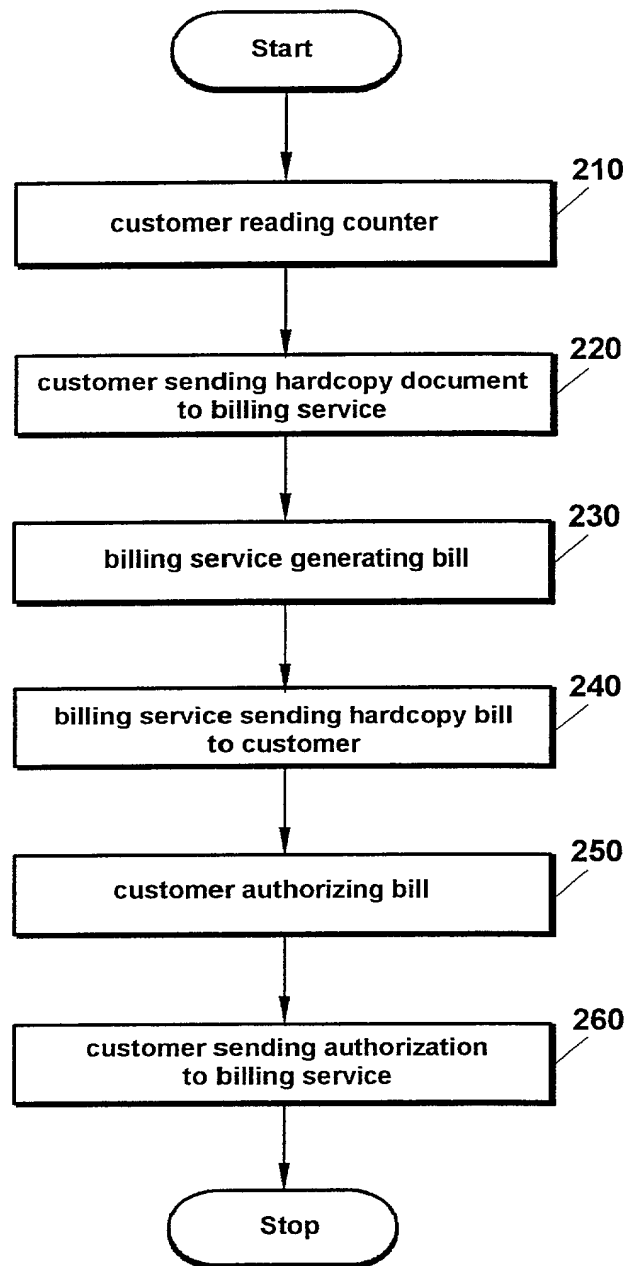 Start
210
customer reading counter
220
customer sending hardcopy document
to billing service
230
billing service generating bill
240
billing service sending hardcopy bill
to customer
250
customer authorizing bill
260
customer sending authorization
to billing service
Stop